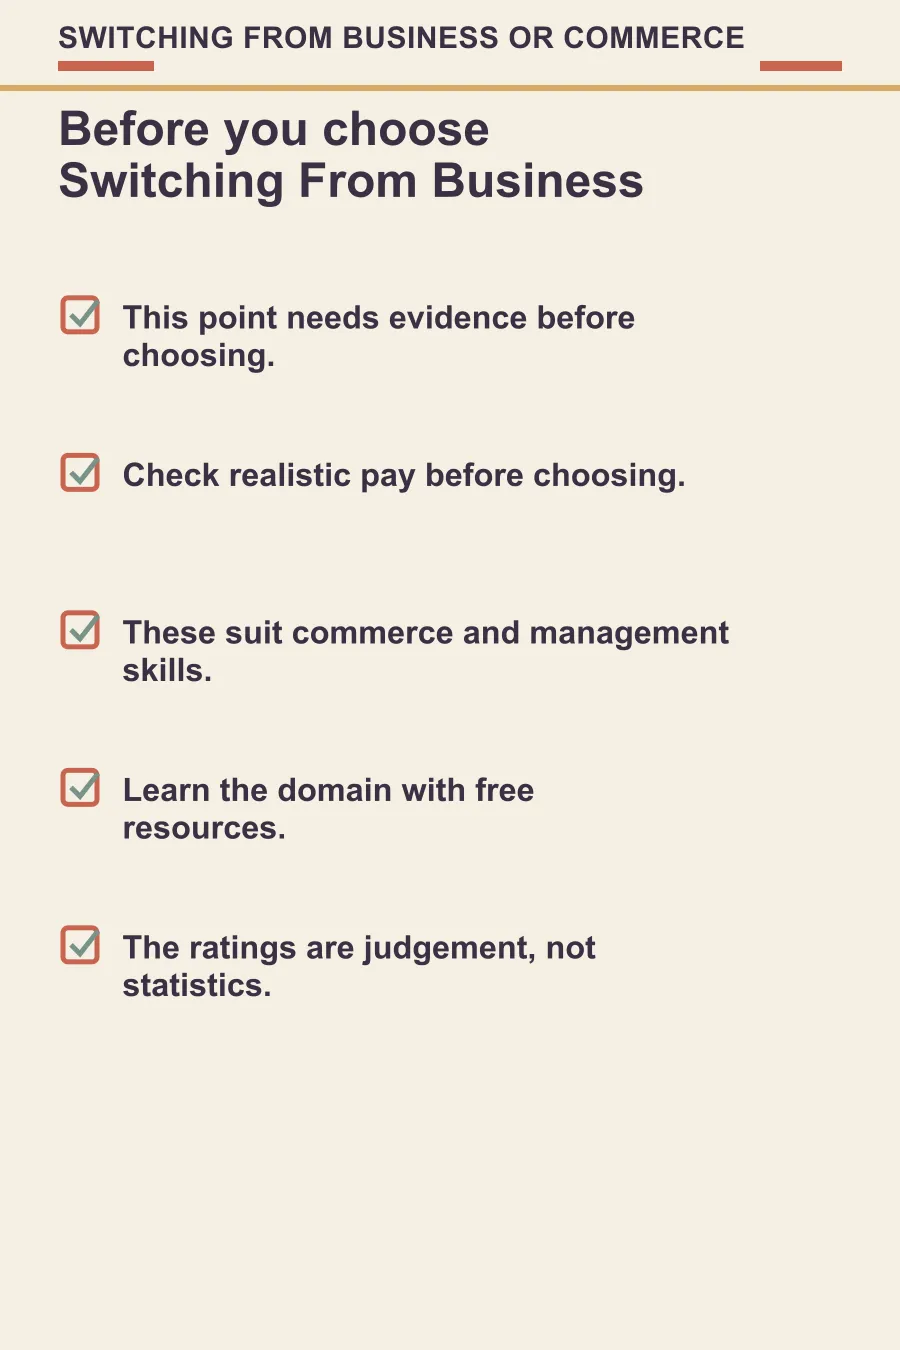 SWITCHING FROM BUSINESS OR COMMERCE
Before you choose
Switching From Business
This point needs evidence before
choosing.
Check realistic pay before choosing.
These suit commerce and management
skills.
Learn the domain with free
resources.
The ratings are judgement, not
statistics.